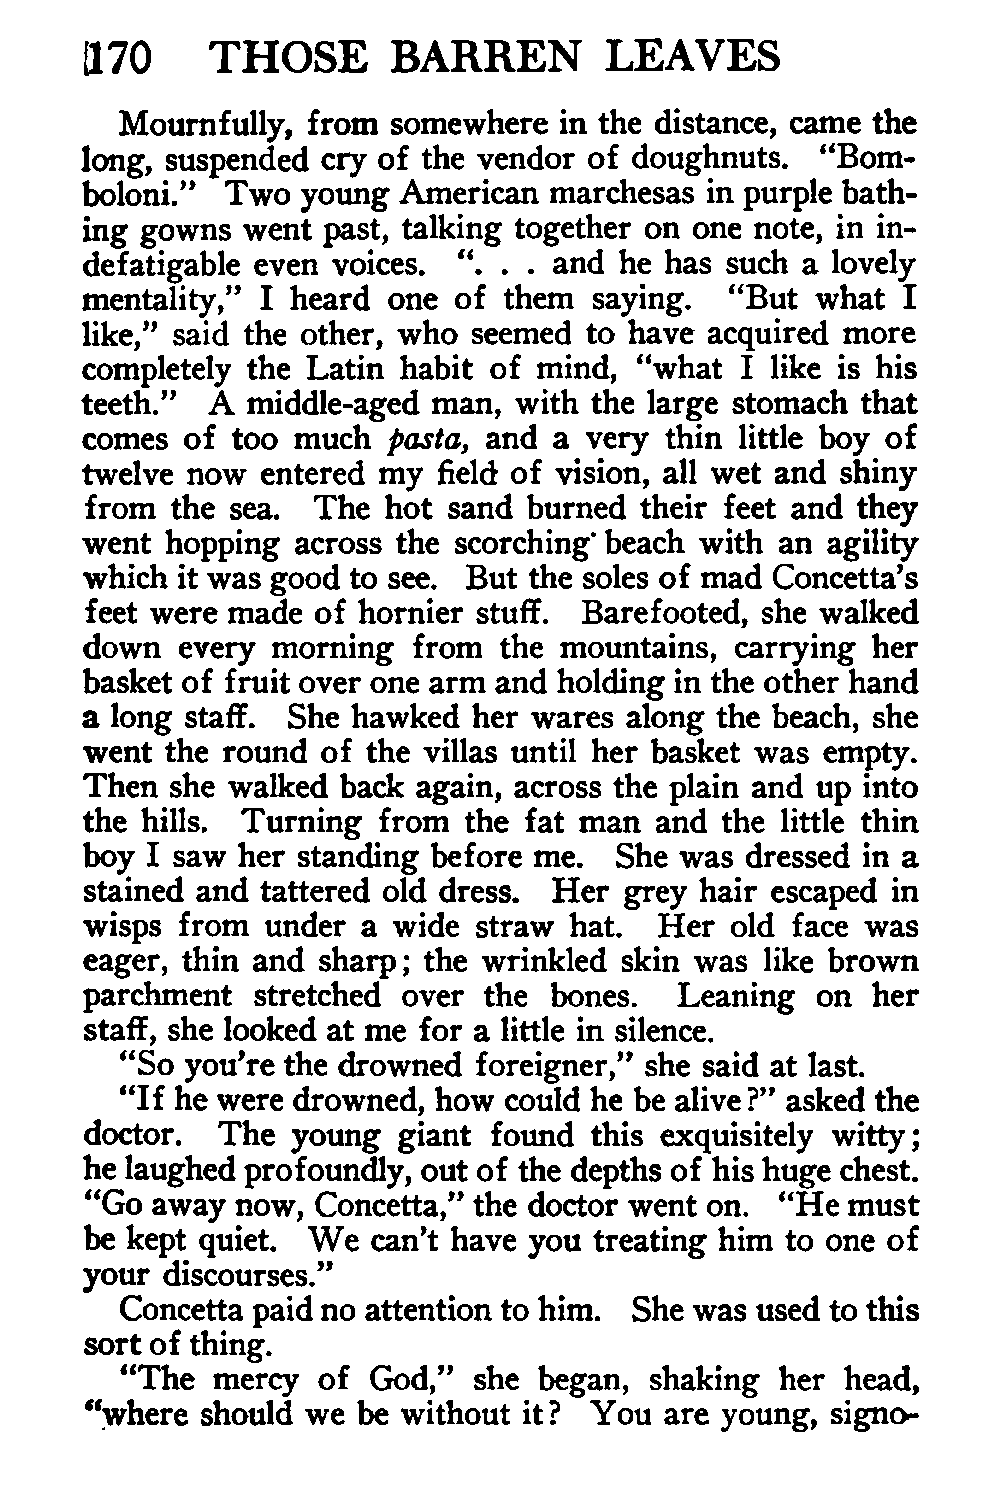 170 THOSE BARREN LEAVES
Mournfully, from somewhere in the distance, came the
long, suspended cry of the vendor of doughnuts. “Bom-
boloni.” Two young American marchesas in purple bath-
ing gowns went past, talking together on one note, in in-
defatigable even voices. “. . . and he has such a lovely
mentality,” I heard one of them saying. “But what I
like,” said the other, who seemed to have acquired more
completely the Latin habit of mind, “what I like is his
teeth.” A middle-aged man, with the large stomach that
comes of too much pasta, and a very thin little boy of
twelve now entered my field of vision, all wet and shiny
from the sea. The hot sand burned their feet and they
went hopping across the scorching beach with an agility
which it was good to see. But the soles of mad Concetta’s
feet were made of hornier stuff. Barefooted, she walked
down every morning from the mountains, carrying her
basket of fruit over one arm and holding in the other hand
a long staff. She hawked her wares along the beach, she
went the round of the villas until her basket was empty.
Then she walked back again, across the plain and up into
the hills. Turning from the fat man and the little thin
boy I saw her standing before me. She was dressed in a
stained and tattered old dress. Her grey hair escaped in
wisps from under a wide straw hat. Her old face was
eager, thin and sharp; the wrinkled skin was like brown
parchment stretched over the bones. Leaning on her
staff, she looked at me for a little in silence.
“So you’re the drowned foreigner,” she said at last.
“If he were drowned, how could he be alive?” asked the
doctor. The young giant found this exquisitely witty;
he laughed profoundly, out of the depths of his huge chest.
“Go away now, Concetta,” the doctor went on. “He must
be kept quiet. We can’t have you treating him to one of
your discourses.”
Concetta paid no attention to him. She was used to this
sort of thing.
“The mercy of God,” she began, shaking her head,
“where should we be without it? You are young, signo-